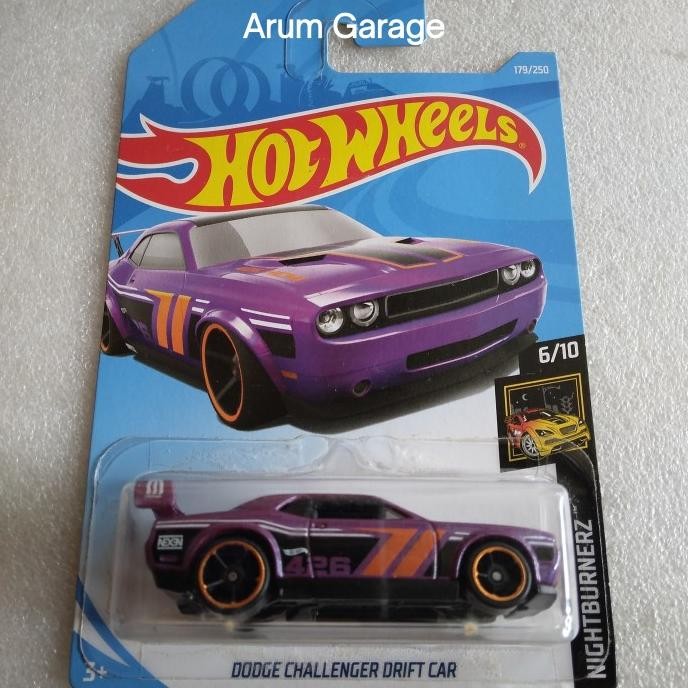 Arum Garage
179/250
HOT WHEELS
6/10
NEXEN
426
NIGHTBURNERZ
3+
DODGE CHALLENGER DRIFT CAR